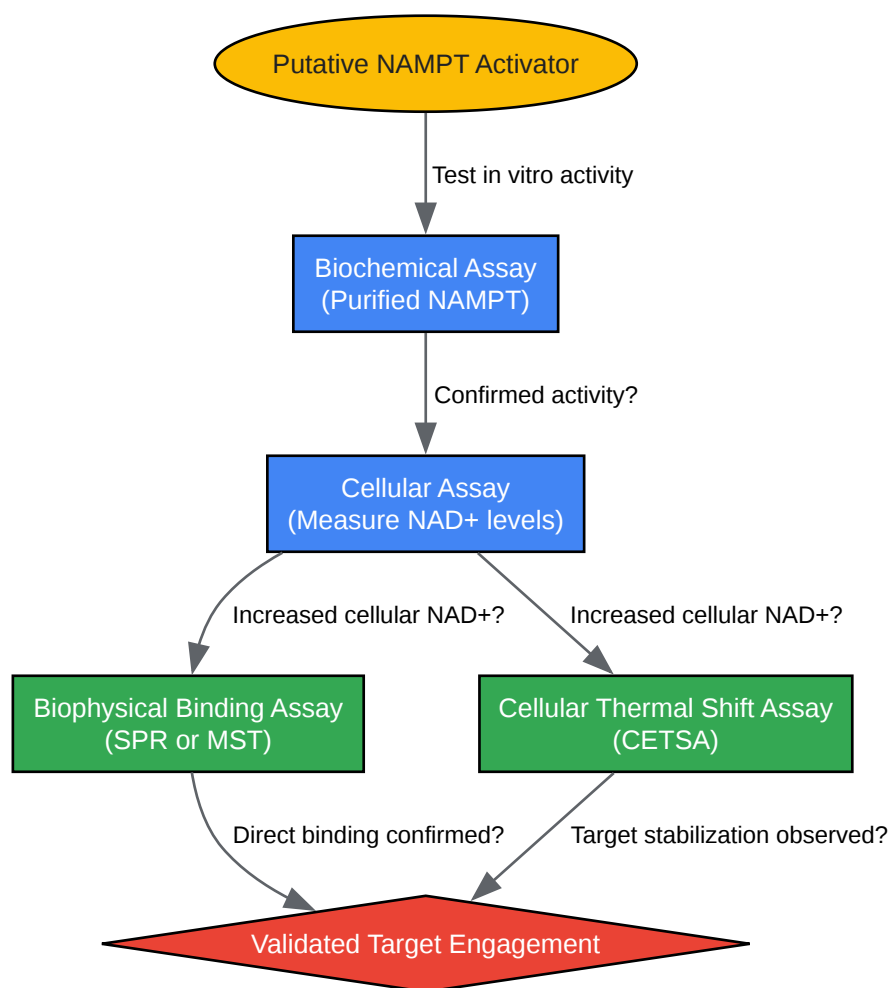 Putative NAMPT Activator
Test in vitro activity
Biochemical Assay
(Purified NAMPT)
Confirmed activity?
Cellular Assay
(Measure NAD+ levels)
Increased cellular NAD+?
Increased cellular NAD+?
Biophysical Binding Assay
(SPR or MST)
Cellular Thermal Shift Assay
(CETSA)
Direct binding confirmed?
Target stabilization observed?
Validated Target Engagement